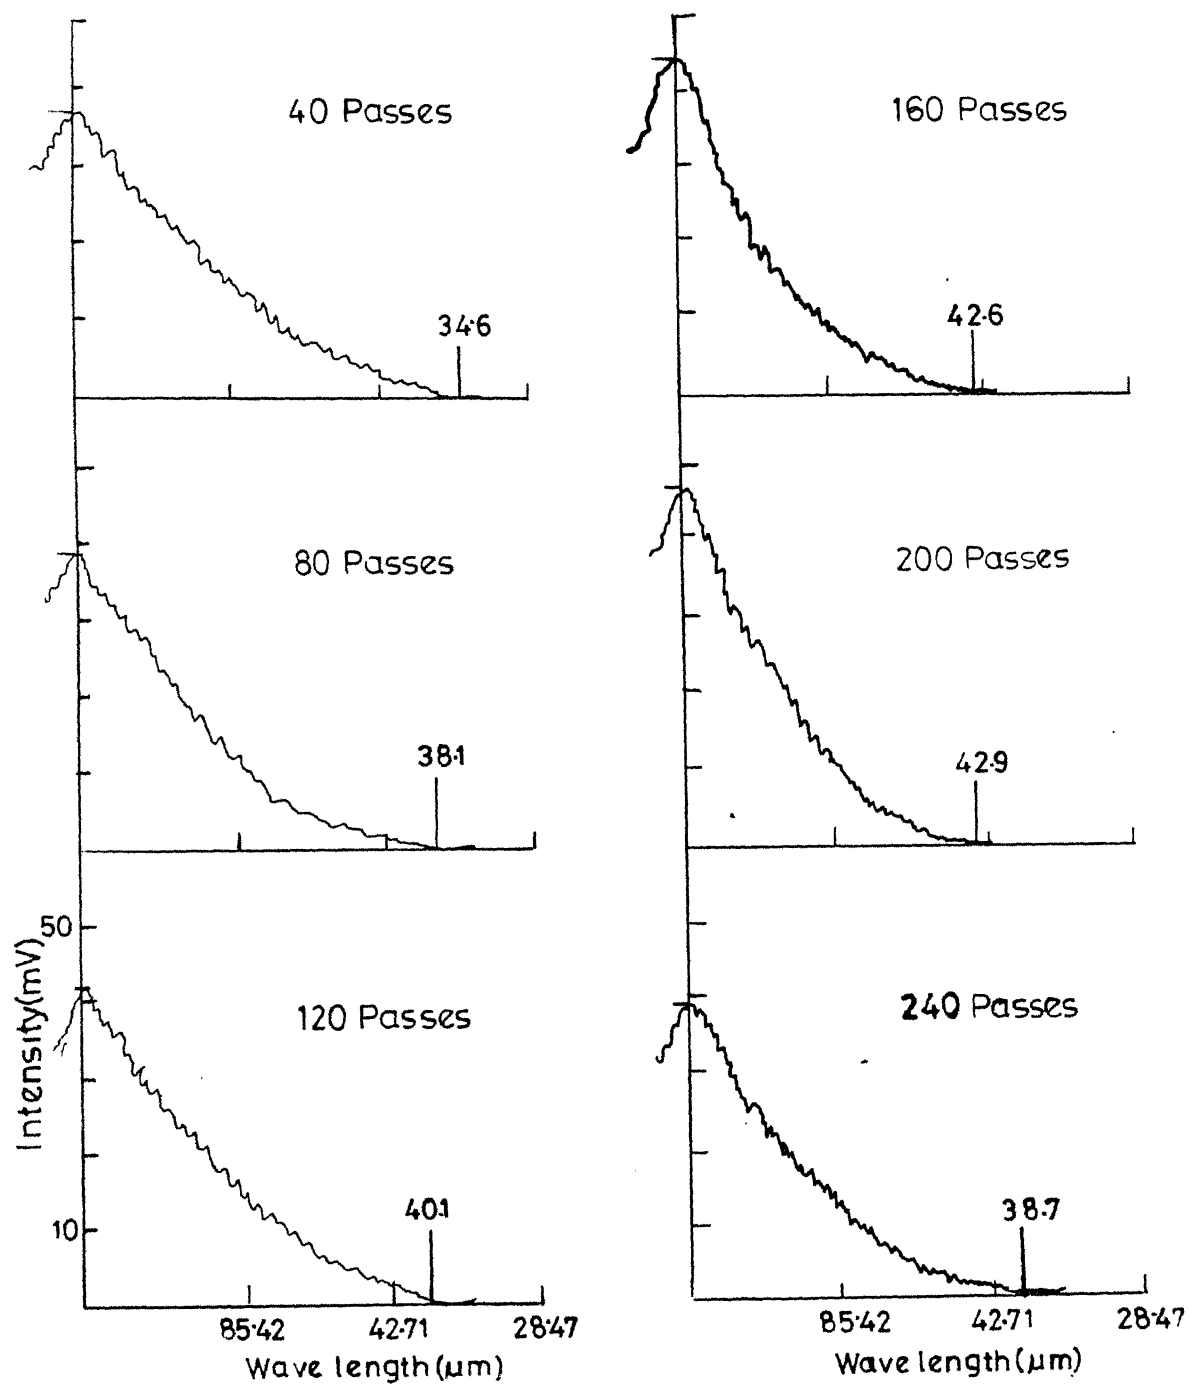 40 Passes
34·6
80 Passes
38·1
50
120 Passes
40·1
10
Intensity(mV)
85·42 42·71 28·47
Wave length(μm)
160 Passes
42·6
200 Passes
42·9
240 Passes
38·7
85·42 42·71 28·47
Wave length(μm)